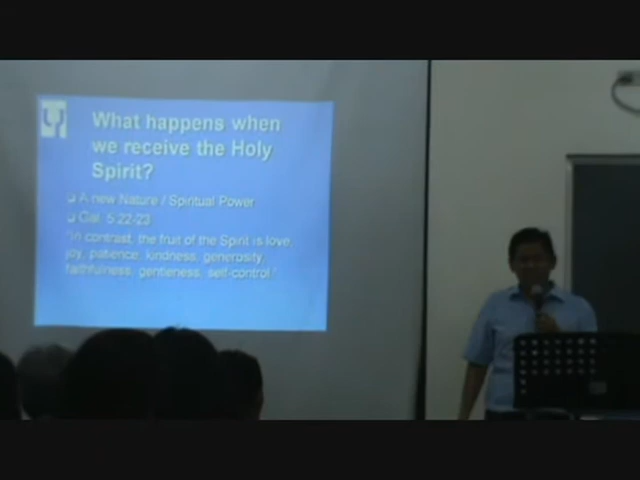 What happens when
we receive the Holy
Spirit?
A new Nature / Spiritual Power
Gal. 5:22-23
"In contrast, the fruit of the Spirit is love,
joy, patience, kindness, generosity,
faithfulness, gentleness, self-control."